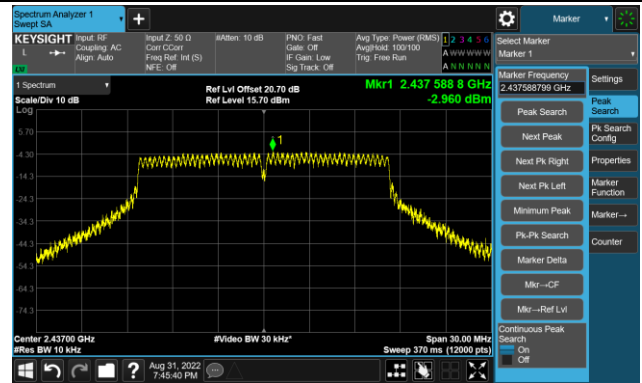 Spectrum Analyzer 1
Swept SA
Marker
KEYSIGHT
L
Input: RF
Coupling: AC
Align: Auto
Input Z: 50 Ω
Corr CCorr
Freq Ref: Int (S)
NFE: Off
#Atten: 10 dB
PNO: Fast
Gate: Off
IF Gain: Low
Sig Track: Off
Avg Type: Power (RMS)
Avg|Hold: 100/100
Trig: Free Run
1 2 3 4 5 6
A W W W W W
A N N N N N
Select Marker
Marker 1
1 Spectrum
Scale/Div 10 dB
Log
Ref Lvl Offset 20.70 dB
Ref Level 15.70 dBm
Mkr1 2.437 588 8 GHz
-2.960 dBm
5.70
-4.30
-14.3
-24.3
-34.3
-44.3
-54.3
-64.3
-74.3
1
Center 2.43700 GHz
#Res BW 10 kHz
#Video BW 30 kHz*
Span 30.00 MHz
Sweep 370 ms (12000 pts)
Marker Frequency
2.437588799 GHz
Peak Search
Next Peak
Next Pk Right
Next Pk Left
Minimum Peak
Pk-Pk Search
Marker Delta
Mkr→CF
Mkr→Ref Lvl
Continuous Peak
Search
On
Off
Settings
Peak
Search
Pk Search
Config
Properties
Marker
Function
Marker→
Counter
Aug 31, 2022
7:45:40 PM